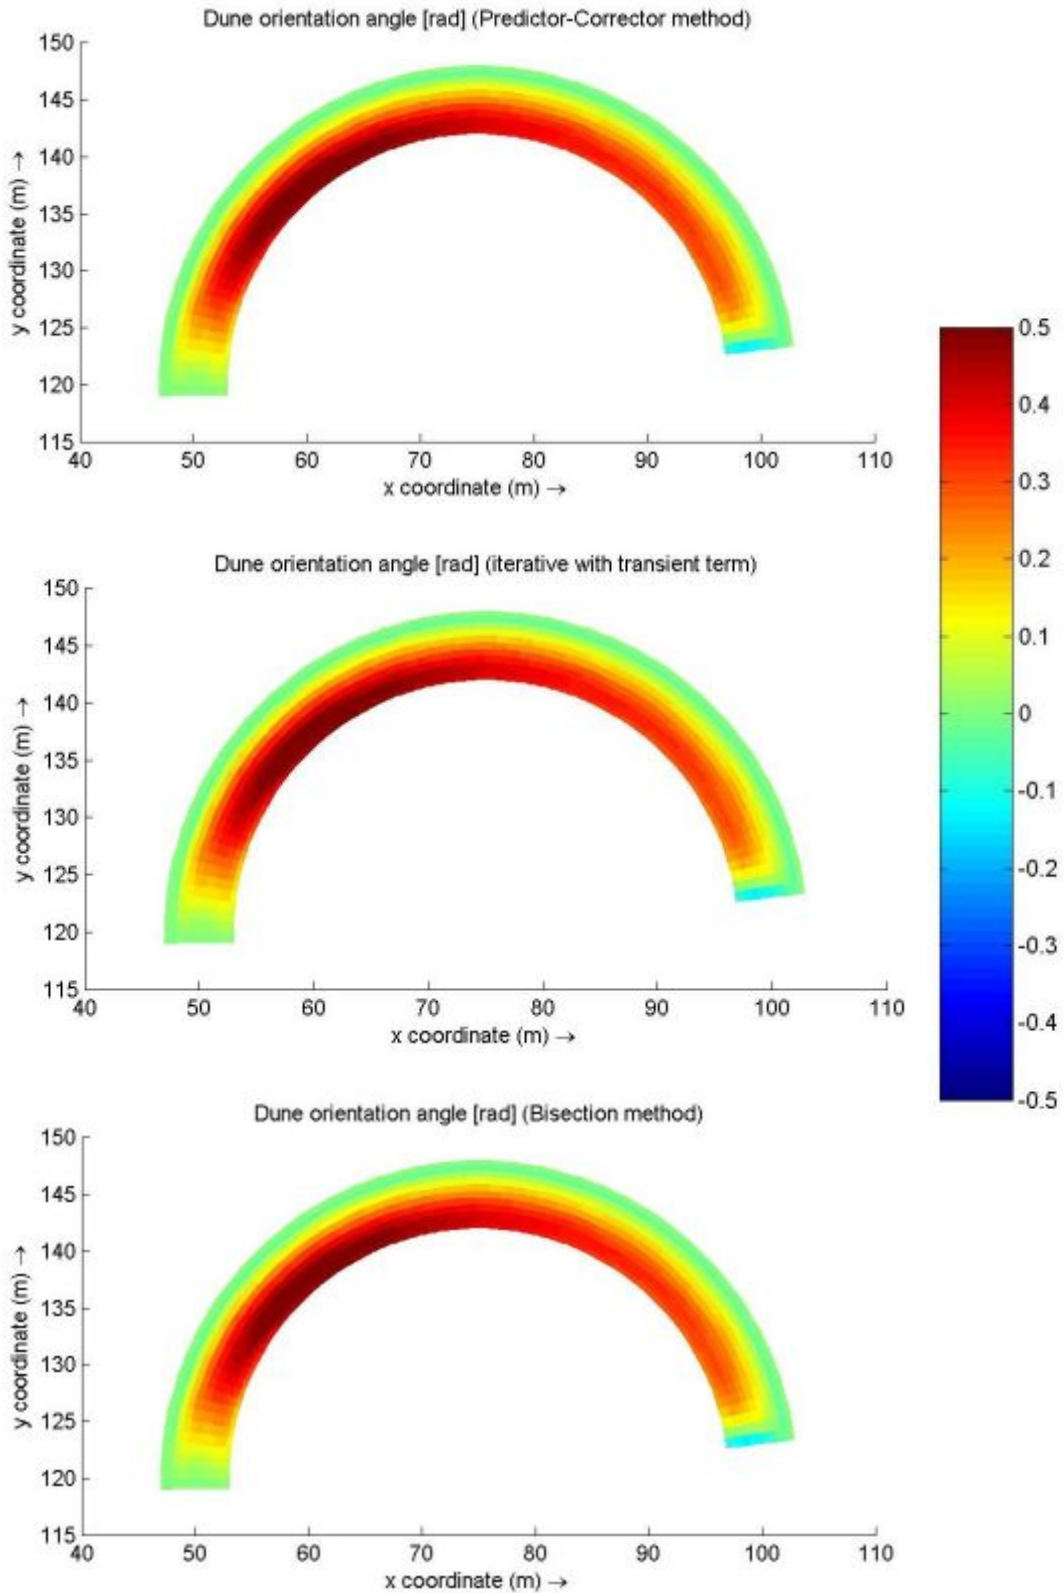 Dune orientation angle [rad] (Predictor-Corrector method)
150
145
140
135
130
125
120
115
y coordinate (m) →
40 50 60 70 80 90 100 110
x coordinate (m) →
Dune orientation angle [rad] (iterative with transient term)
150
145
140
135
130
125
120
115
y coordinate (m) →
40 50 60 70 80 90 100 110
x coordinate (m) →
Dune orientation angle [rad] (Bisection method)
150
145
140
135
130
125
120
115
y coordinate (m) →
40 50 60 70 80 90 100 110
x coordinate (m) →
0.5
0.4
0.3
0.2
0.1
0
-0.1
-0.2
-0.3
-0.4
-0.5